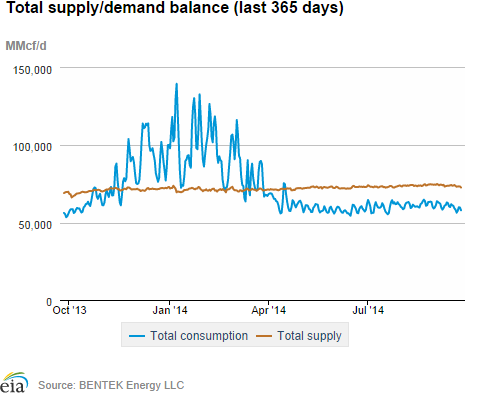 Total supply/demand balance (last 365 days)
MMcf/d
150,000
100,000
50,000
0
Oct '13 Jan '14 Apr '14 Jul '14
Total consumption Total supply
eia Source: BENTEK Energy LLC